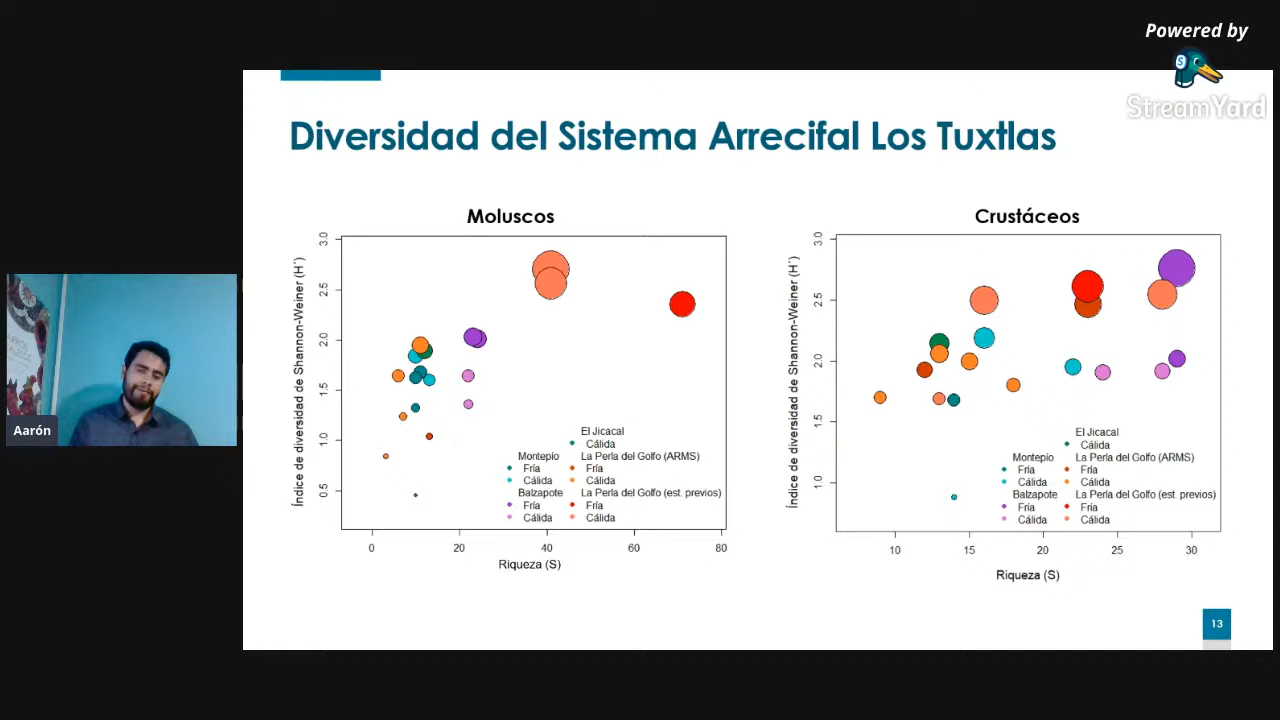 Powered by
StreamYard
Diversidad del Sistema Arrecifal Los Tuxtlas
Moluscos
Índice de diversidad de Shannon-Weiner (H´)
3.0
2.5
2.0
1.5
1.0
0.5
0
20
40
60
80
Riqueza (S)
El Jicacal
Cálida
Montepío
La Perla del Golfo (ARMS)
Fría
Fría
Cálida
Cálida
Balzapote
La Perla del Golfo (est. previos)
Fría
Fría
Cálida
Cálida
Crustáceos
Índice de diversidad de Shannon-Weiner (H´)
3.0
2.5
2.0
1.5
1.0
10
15
20
25
30
Riqueza (S)
El Jicacal
Cálida
Montepío
La Perla del Golfo (ARMS)
Fría
Fría
Cálida
Cálida
Balzapote
La Perla del Golfo (est. previos)
Fría
Fría
Cálida
Cálida
Aarón
13